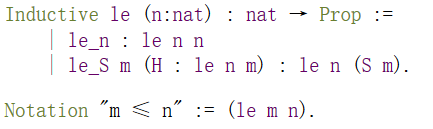 Inductive le (n:nat) : nat → Prop :=
| le_n : le n n
| le_S m (H : le n m) : le n (S m).
Notation "m ≤ n" := (le m n).